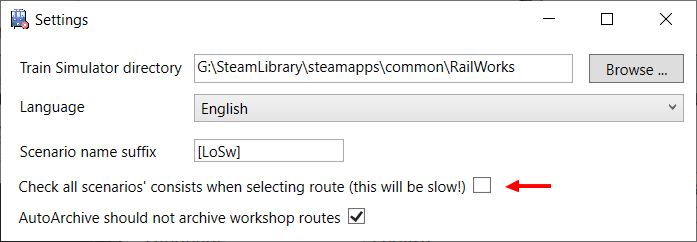 Settings
Train Simulator directory G:\SteamLibrary\steamapps\common\RailWorks Browse ...
Language English
Scenario name suffix [LoSw]
Check all scenarios' consists when selecting route (this will be slow!)
AutoArchive should not archive workshop routes